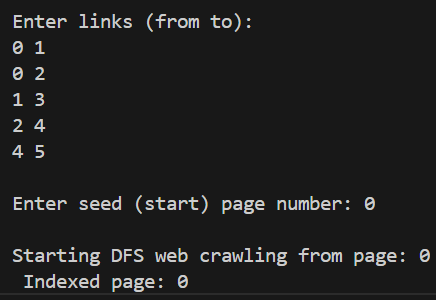 Enter links (from to):
0 1
0 2
1 3
2 4
4 5
Enter seed (start) page number: 0
Starting DFS web crawling from page: 0
Indexed page: 0